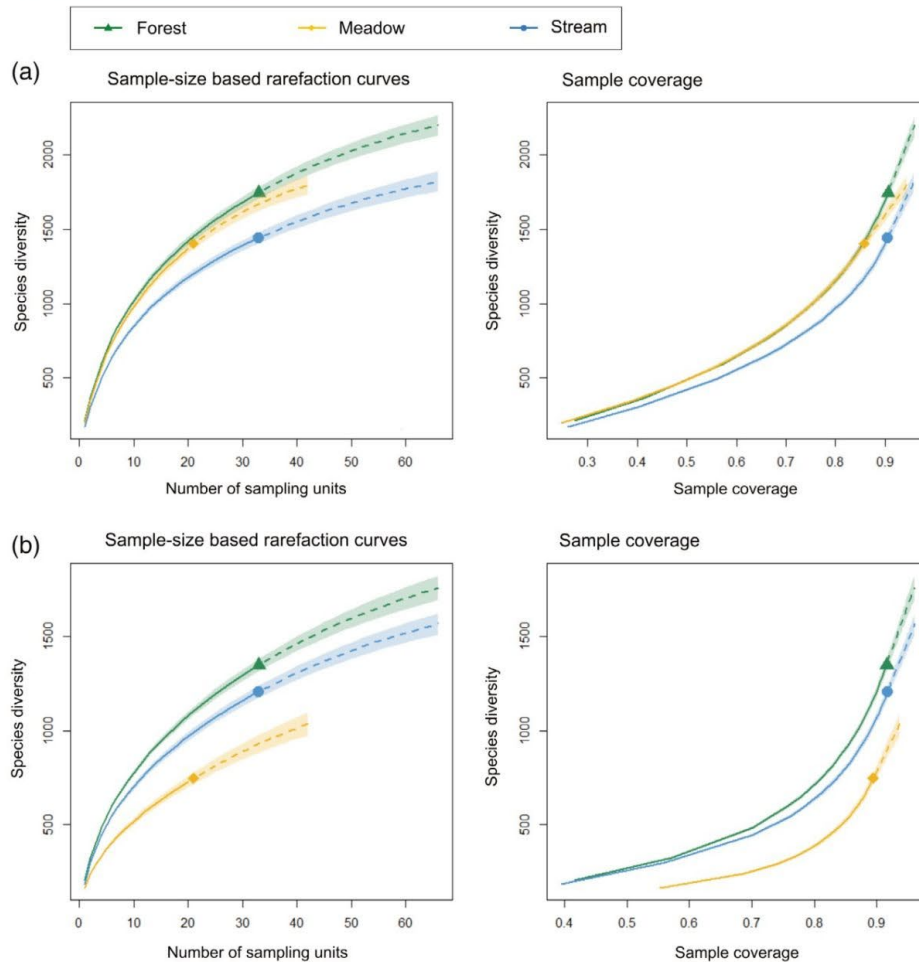 Forest Meadow Stream
(a)
Sample-size based rarefaction curves Sample coverage
Species diversity
500 1000 1500 2000
0 10 20 30 40 50 60
Number of sampling units
Species diversity
500 1000 1500 2000
0.3 0.4 0.5 0.6 0.7 0.8 0.9
Sample coverage
(b)
Sample-size based rarefaction curves Sample coverage
Species diversity
500 1000 1500
0 10 20 30 40 50 60
Number of sampling units
Species diversity
500 1000 1500
0.4 0.5 0.6 0.7 0.8 0.9
Sample coverage